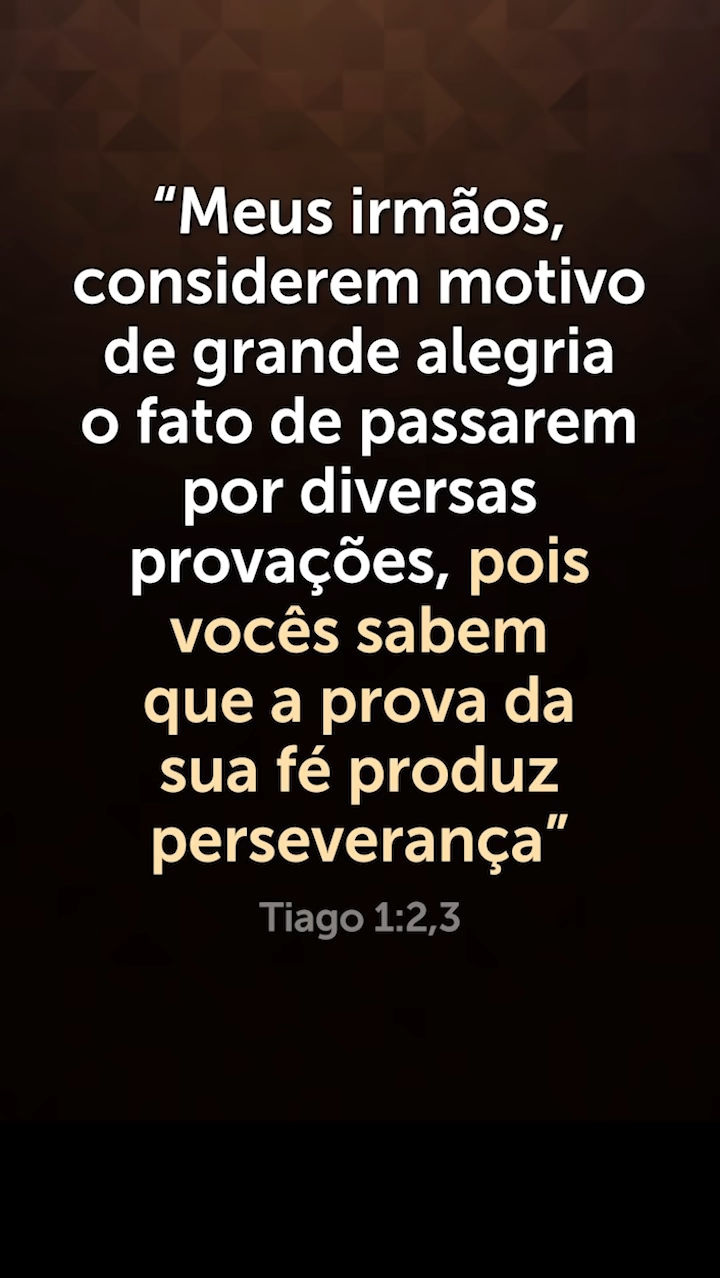 “Meus irmãos,
considerem motivo
de grande alegria
o fato de passarem
por diversas
provações, pois
vocês sabem
que a prova da
sua fé produz
perseverança”
Tiago 1:2,3